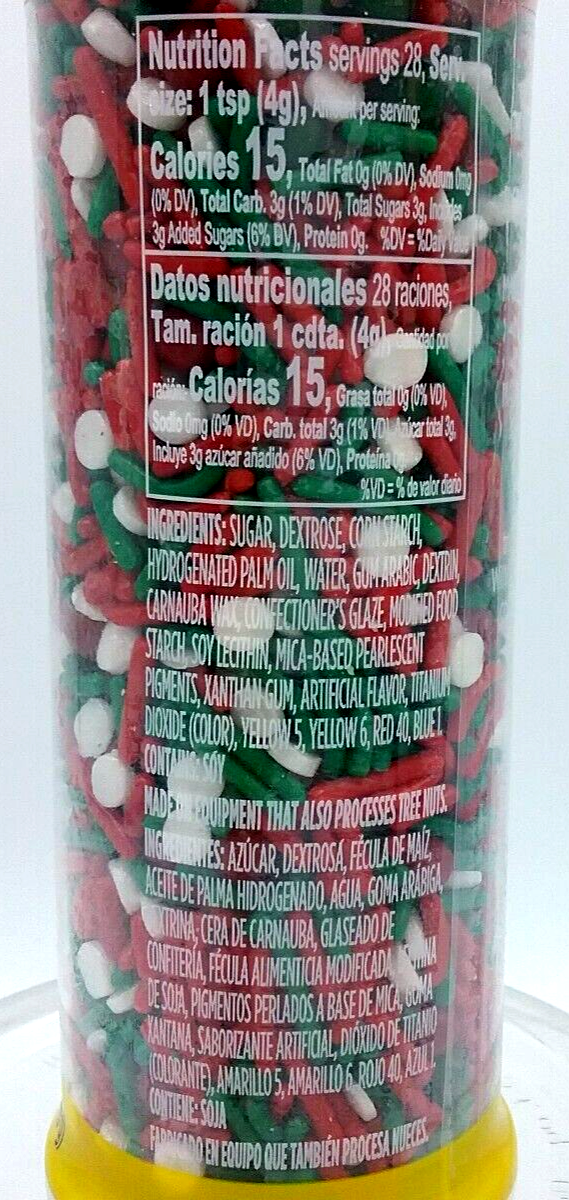 Nutrition Facts servings 28, Serv.
size: 1 tsp (4g), Amount per serving:
Calories 15, Total Fat 0g (0% DV), Sodium 0mg
(0% DV), Total Carb. 3g (1% DV), Total Sugars 3g, Includes
3g Added Sugars (6% DV), Protein 0g. %DV = %Daily Value
Datos nutricionales 28 raciones,
Tam. ración 1 cdta. (4g), Cantidad por
ración: Calorías 15, Grasa total 0g (0% VD),
Sodio 0mg (0% VD), Carb. total 3g (1% VD), Azúcar total 3g,
Incluye 3g azúcar añadido (6% VD), Proteína 0g.
%VD = % de valor diario
INGREDIENTS: SUGAR, DEXTROSE, CORN STARCH,
HYDROGENATED PALM OIL, WATER, GUM ARABIC, DEXTRIN,
CARNAUBA WAX, CONFECTIONER'S GLAZE, MODIFIED FOOD
STARCH, SOY LECITHIN, MICA-BASED PEARLESCENT
PIGMENTS, XANTHAN GUM, ARTIFICIAL FLAVOR, TITANIUM
DIOXIDE (COLOR), YELLOW 5, YELLOW 6, RED 40, BLUE 1.
CONTAINS: SOY
MADE ON EQUIPMENT THAT ALSO PROCESSES TREE NUTS.
INGREDIENTES: AZÚCAR, DEXTROSA, FÉCULA DE MAÍZ,
ACEITE DE PALMA HIDROGENADO, AGUA, GOMA ARÁBIGA,
DEXTRINA, CERA DE CARNAUBA, GLASEADO DE
CONFITERÍA, FÉCULA ALIMENTICIA MODIFICADA, LECITINA
DE SOJA, PIGMENTOS PERLADOS A BASE DE MICA, GOMA
XANTANA, SABORIZANTE ARTIFICIAL, DIÓXIDO DE TITANIO
(COLORANTE), AMARILLO 5, AMARILLO 6, ROJO 40, AZUL 1.
CONTIENE: SOJA
FABRICADO EN EQUIPO QUE TAMBIÉN PROCESA NUECES.